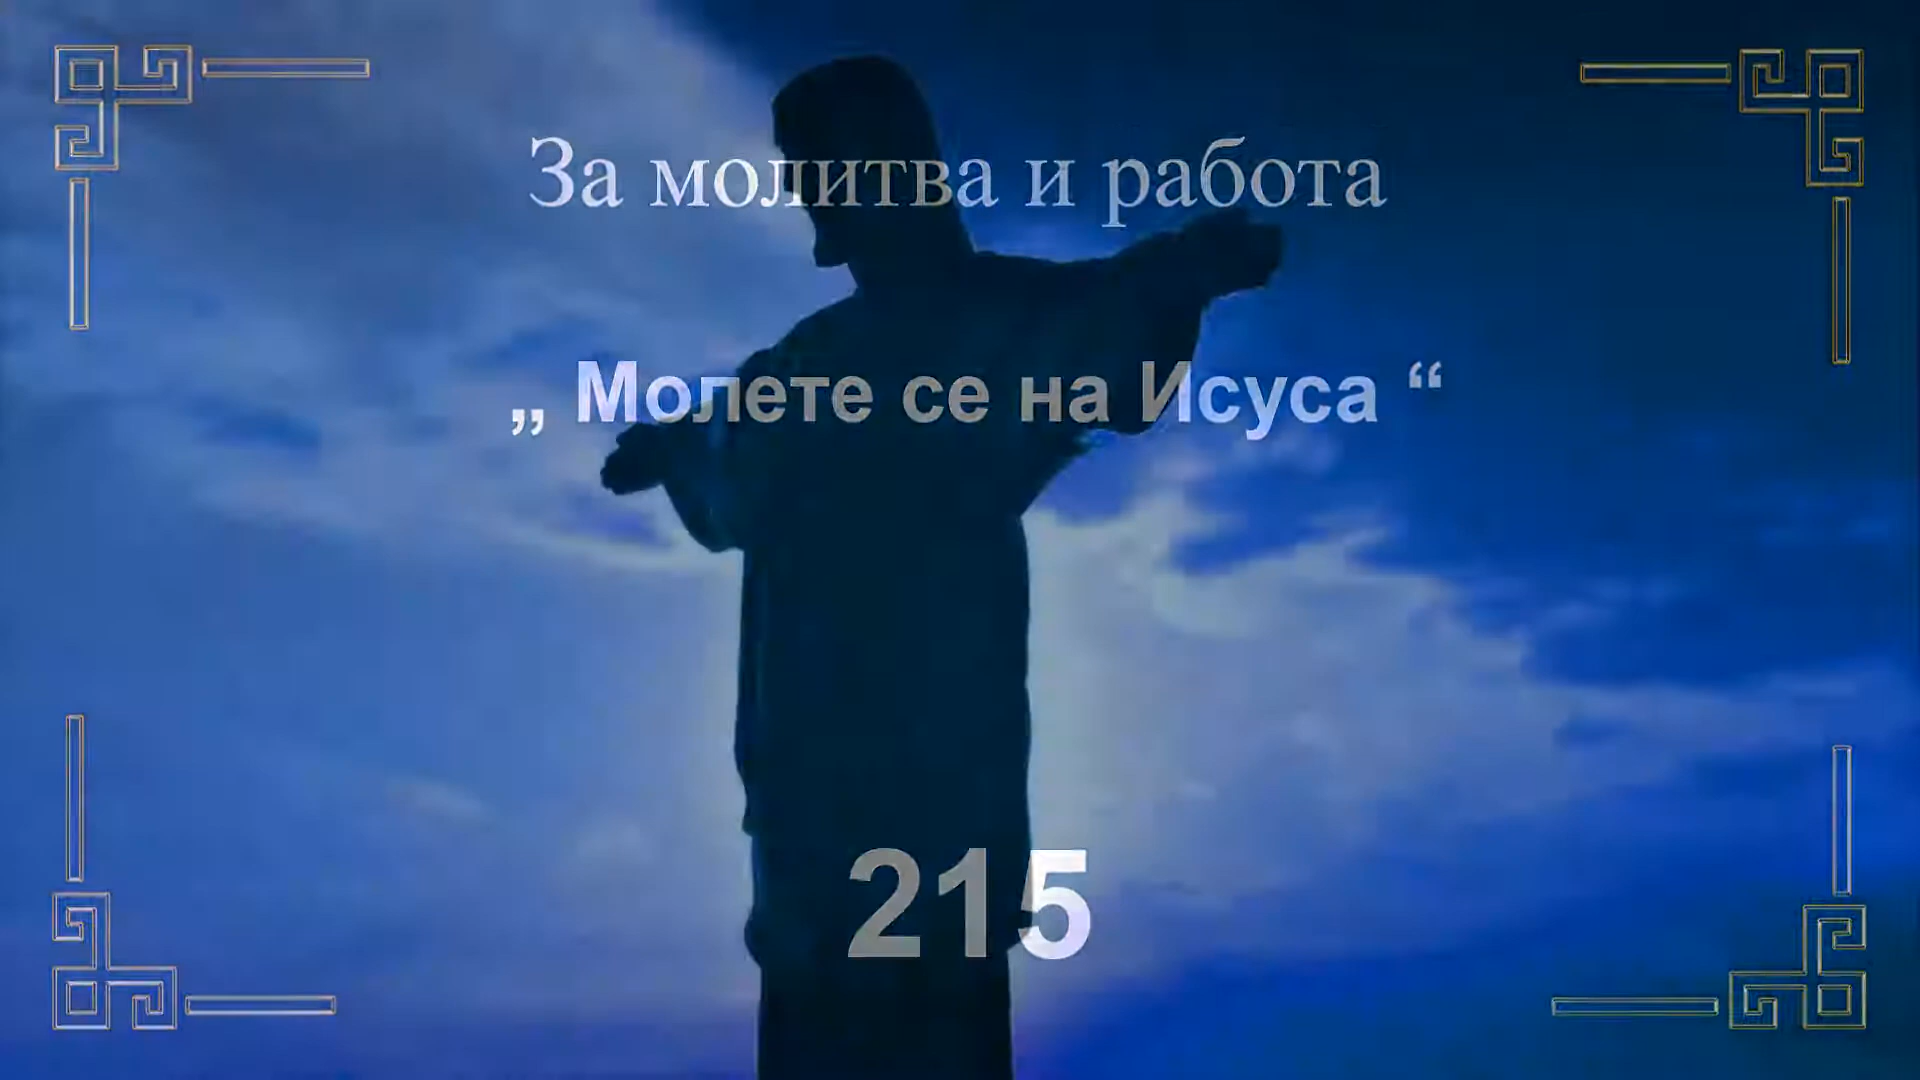 За молитва и работа
„ Молете се на Исуса “
215